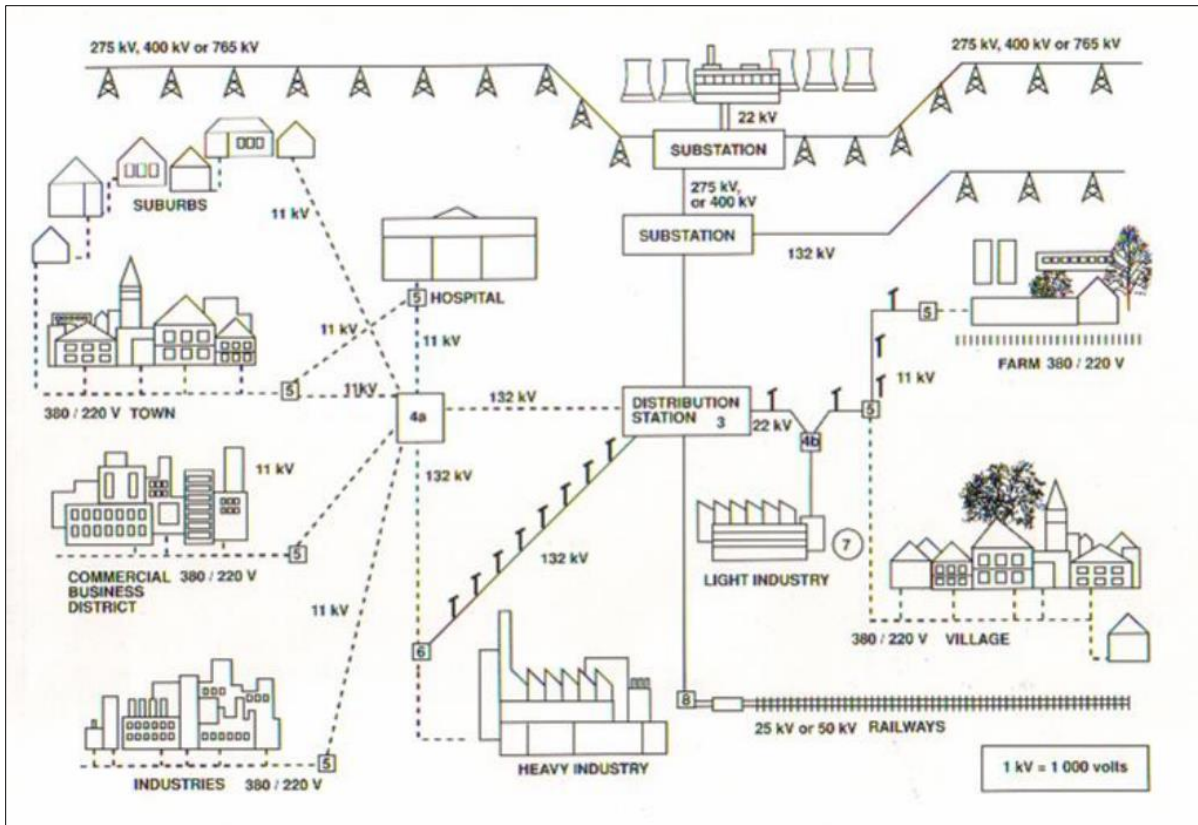 275 kV, 400 kV or 765 kV
275 kV, 400 kV or 765 kV
22 kV
SUBSTATION
275 kV,
or 400 kV
SUBSTATION
132 kV
SUBURBS
11 kV
5
HOSPITAL
11 kV
11 kV
5
FARM 380 / 220 V
11 kV
5
380 / 220 V TOWN
5
11kV
4a
132 kV
DISTRIBUTION
STATION 3
22 kV
4b
132 kV
11 kV
5
COMMERCIAL 380 / 220 V
BUSINESS
DISTRICT
132 kV
7
LIGHT INDUSTRY
11 kV
380/220 V VILLAGE
6
8
25 kV or 50 kV RAILWAYS
5
INDUSTRIES 380 / 220 V
HEAVY INDUSTRY
1 kV = 1 000 volts